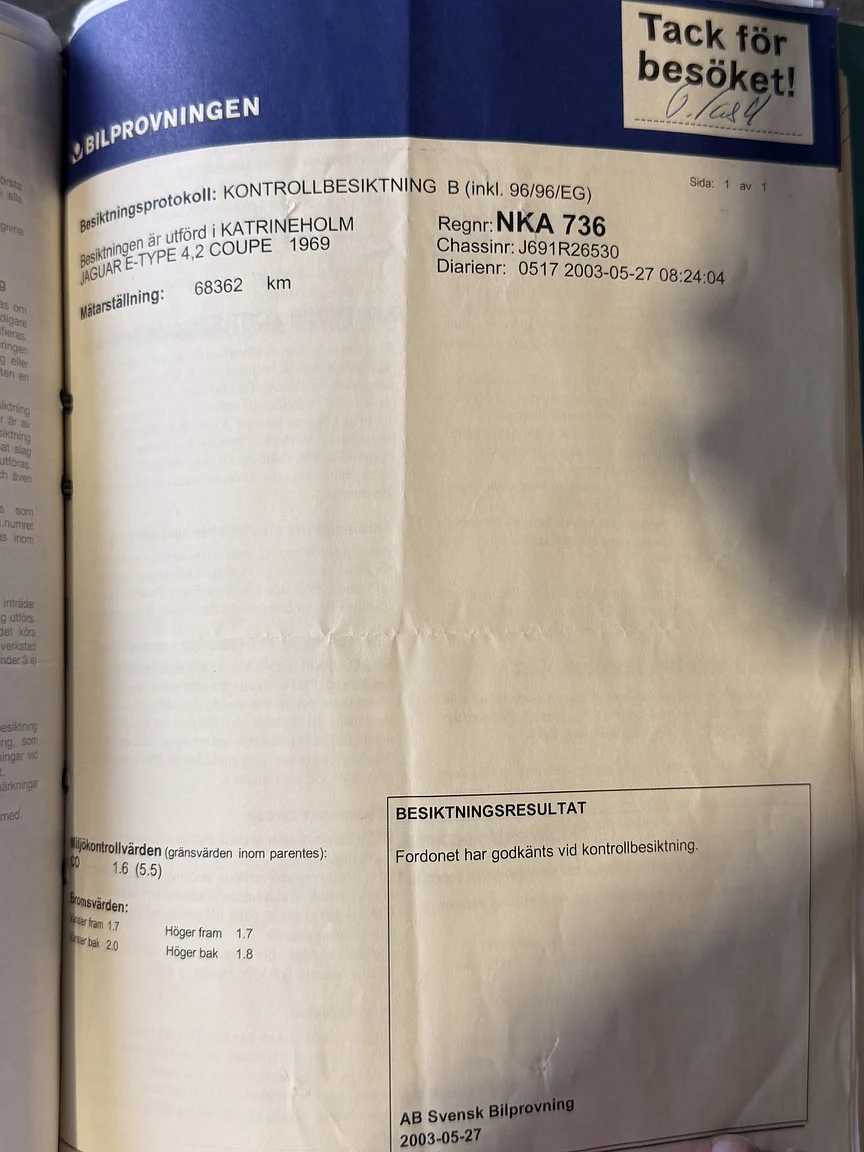 Tack för
besöket!
BILPROVNINGEN
Sida: 1 av 1
Besiktningsprotokoll: KONTROLLBESIKTNING B (inkl. 96/96/EG)
Besiktningen är utförd i KATRINEHOLM
JAGUAR E-TYPE 4,2 COUPE 1969
Mätarställning: 68362 km
Regnr: NKA 736
Chassinr: J691R26530
Diarienr: 0517 2003-05-27 08:24:04
Miljökontrollvärden (gränsvärden inom parentes):
CO 1.6 (5.5)
Bromsvärden:
Vänster fram 1.7 Höger fram 1.7
Vänster bak 2.0 Höger bak 1.8
BESIKTNINGSRESULTAT
Fordonet har godkänts vid kontrollbesiktning.
AB Svensk Bilprovning
2003-05-27